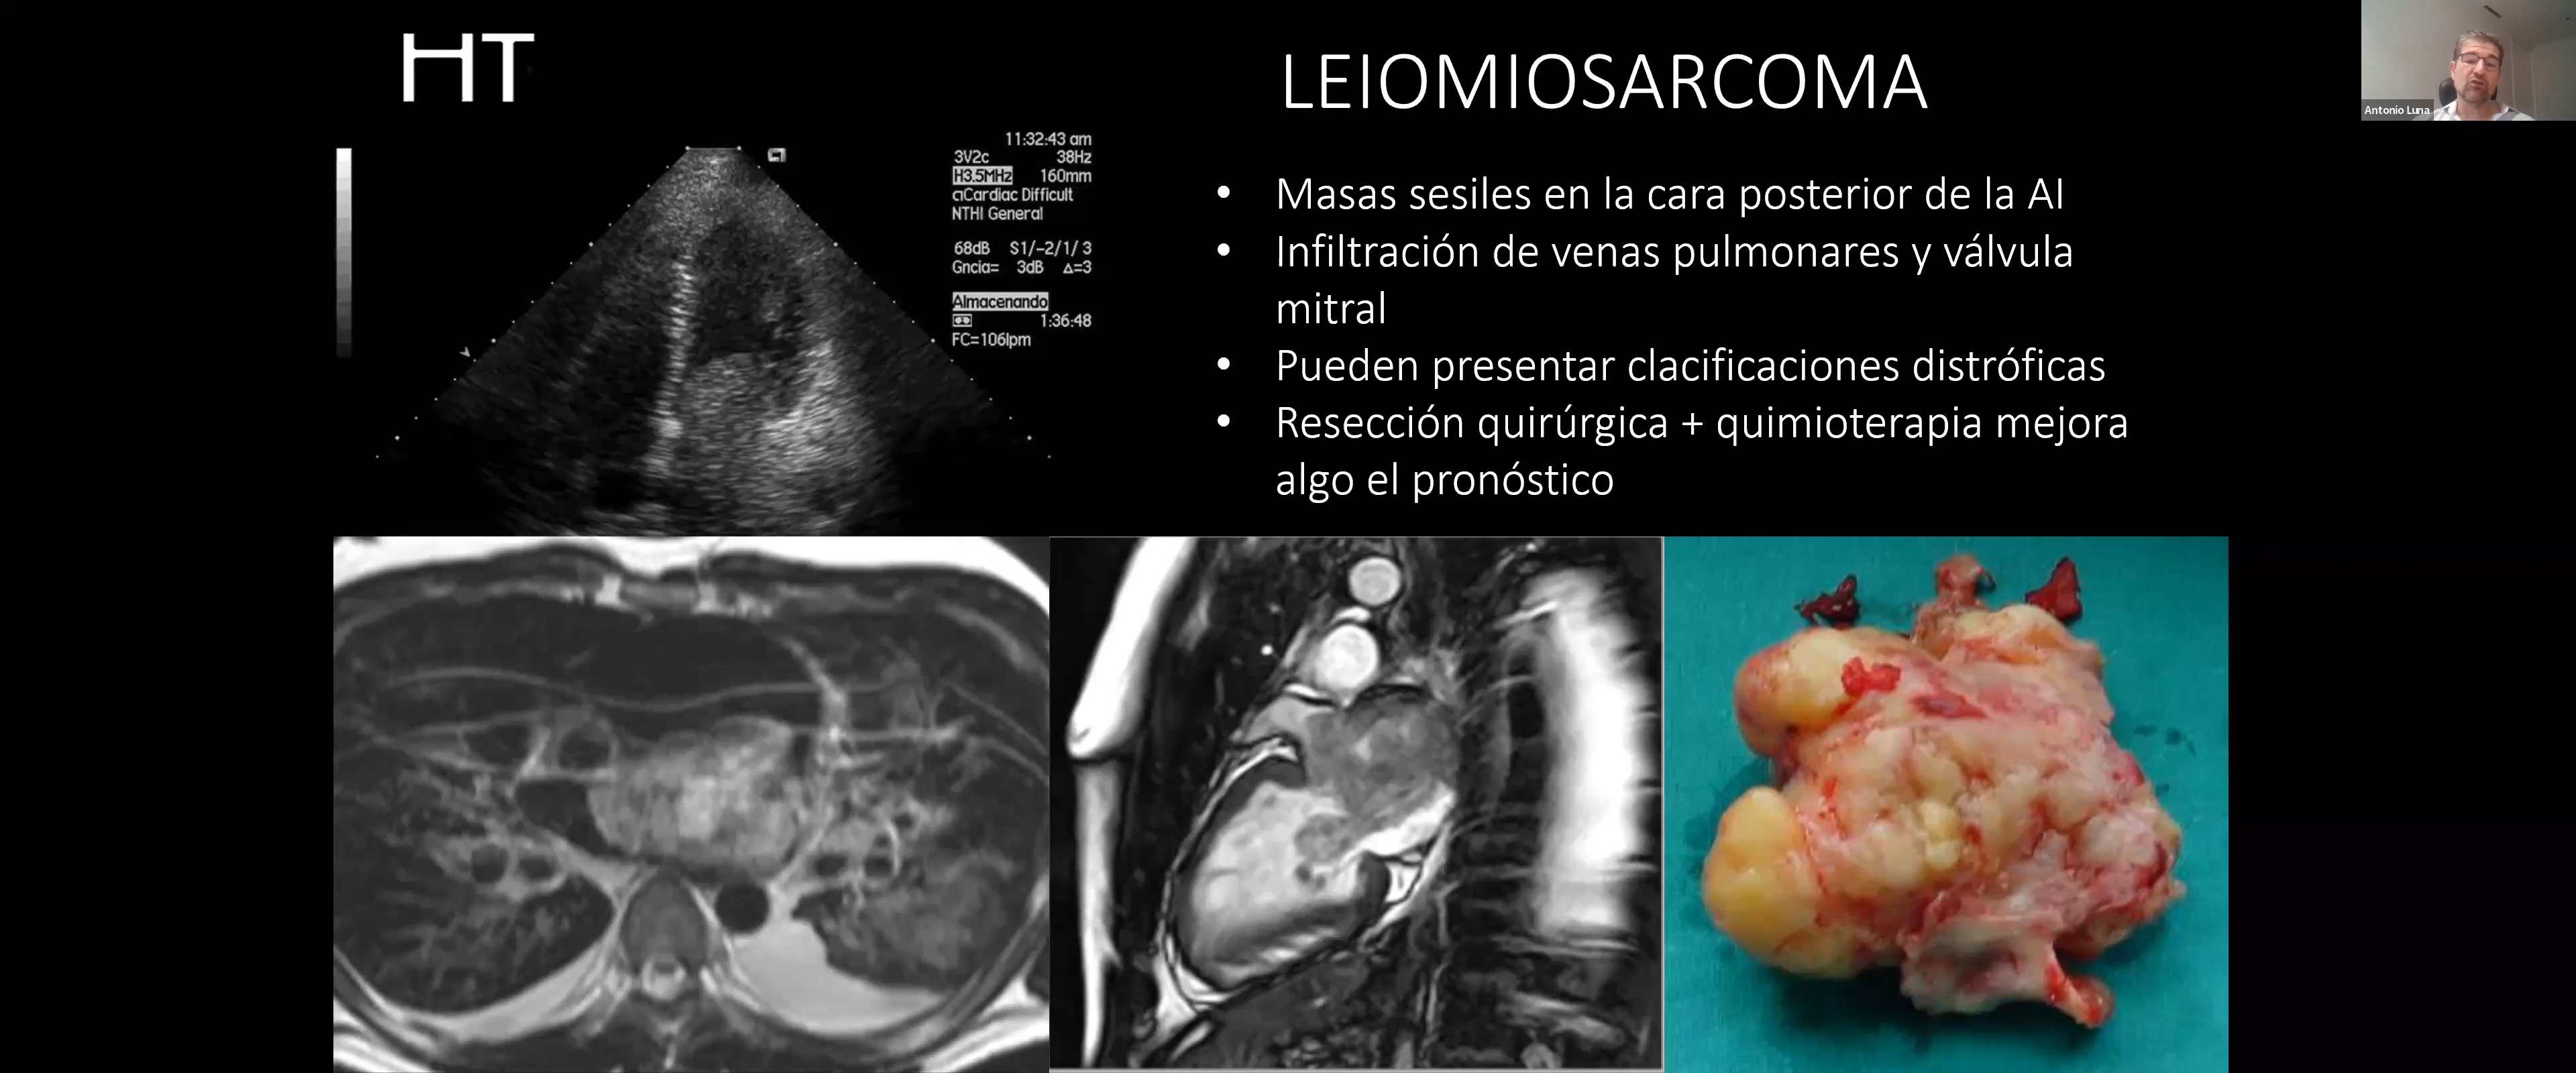 HT
LEIOMIOSARCOMA
Antonio Luna
11:32:43 am
3V2c 38Hz
H3.5MHz 160mm
Cardiac Difficult
NTHI General
68dB S1/-2/1/3
Gncia= 3dB Δ=3
Almacenando
1:36:48
FC=106lpm
• Masas sesiles en la cara posterior de la AI
• Infiltración de venas pulmonares y válvula
mitral
• Pueden presentar clacificaciones distróficas
• Resección quirúrgica + quimioterapia mejora
algo el pronóstico